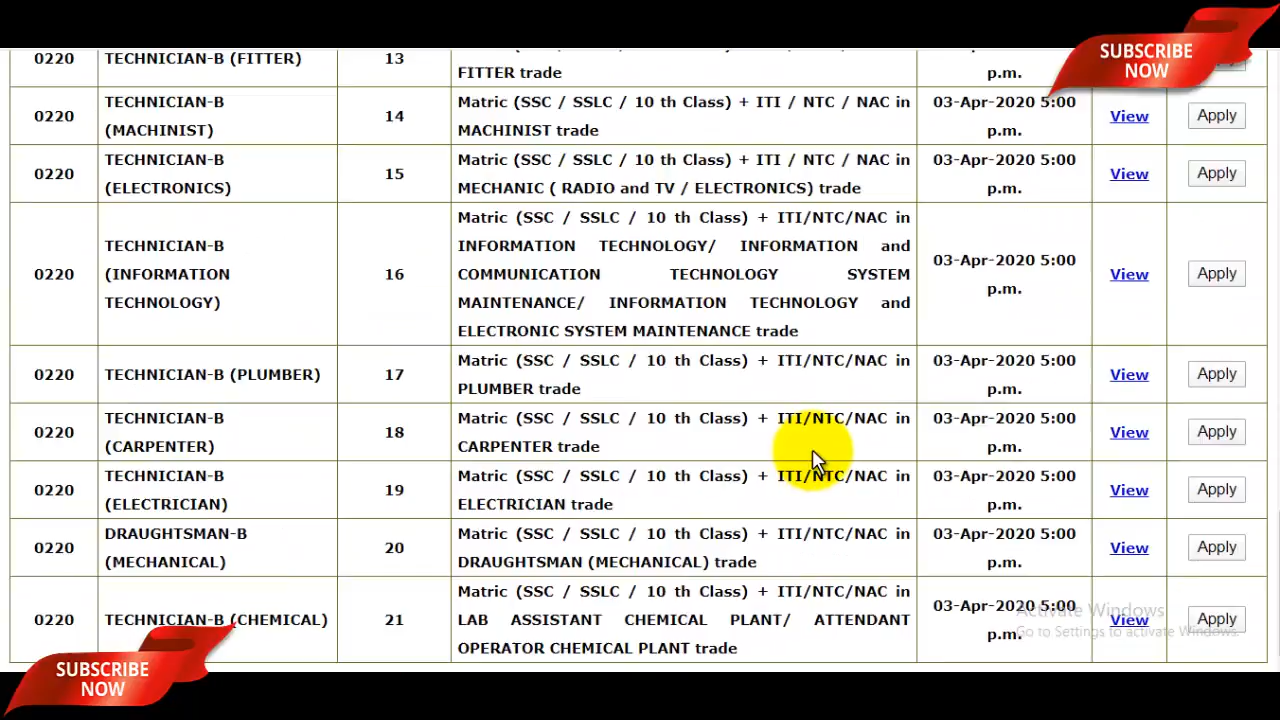 SUBSCRIBE
NOW
0220 TECHNICIAN-B (FITTER) 13
FITTER trade
p.m.
0220 TECHNICIAN-B (MACHINIST) 14
Matric (SSC / SSLC / 10 th Class) + ITI / NTC / NAC in
MACHINIST trade
03-Apr-2020 5:00
p.m.
View Apply
0220 TECHNICIAN-B (ELECTRONICS) 15
Matric (SSC / SSLC / 10 th Class) + ITI / NTC / NAC in
MECHANIC ( RADIO and TV / ELECTRONICS) trade
03-Apr-2020 5:00
p.m.
View Apply
0220 TECHNICIAN-B (INFORMATION TECHNOLOGY) 16
Matric (SSC / SSLC / 10 th Class) + ITI/NTC/NAC in
INFORMATION TECHNOLOGY/ INFORMATION and
COMMUNICATION TECHNOLOGY SYSTEM
MAINTENANCE/ INFORMATION TECHNOLOGY and
ELECTRONIC SYSTEM MAINTENANCE trade
03-Apr-2020 5:00
p.m.
View Apply
0220 TECHNICIAN-B (PLUMBER) 17
Matric (SSC / SSLC / 10 th Class) + ITI/NTC/NAC in
PLUMBER trade
03-Apr-2020 5:00
p.m.
View Apply
0220 TECHNICIAN-B (CARPENTER) 18
Matric (SSC / SSLC / 10 th Class) + ITI/NTC/NAC in
CARPENTER trade
03-Apr-2020 5:00
p.m.
View Apply
0220 TECHNICIAN-B (ELECTRICIAN) 19
Matric (SSC / SSLC / 10 th Class) + ITI/NTC/NAC in
ELECTRICIAN trade
03-Apr-2020 5:00
p.m.
View Apply
0220 DRAUGHTSMAN-B (MECHANICAL) 20
Matric (SSC / SSLC / 10 th Class) + ITI/NTC/NAC in
DRAUGHTSMAN (MECHANICAL) trade
03-Apr-2020 5:00
p.m.
View Apply
0220 TECHNICIAN-B (CHEMICAL) 21
Matric (SSC / SSLC / 10 th Class) + ITI/NTC/NAC in
LAB ASSISTANT CHEMICAL PLANT/ ATTENDANT
OPERATOR CHEMICAL PLANT trade
03-Apr-2020 5:00
p.m.
View Apply
Activate Windows
Go to Settings to activate Windows.
SUBSCRIBE
NOW